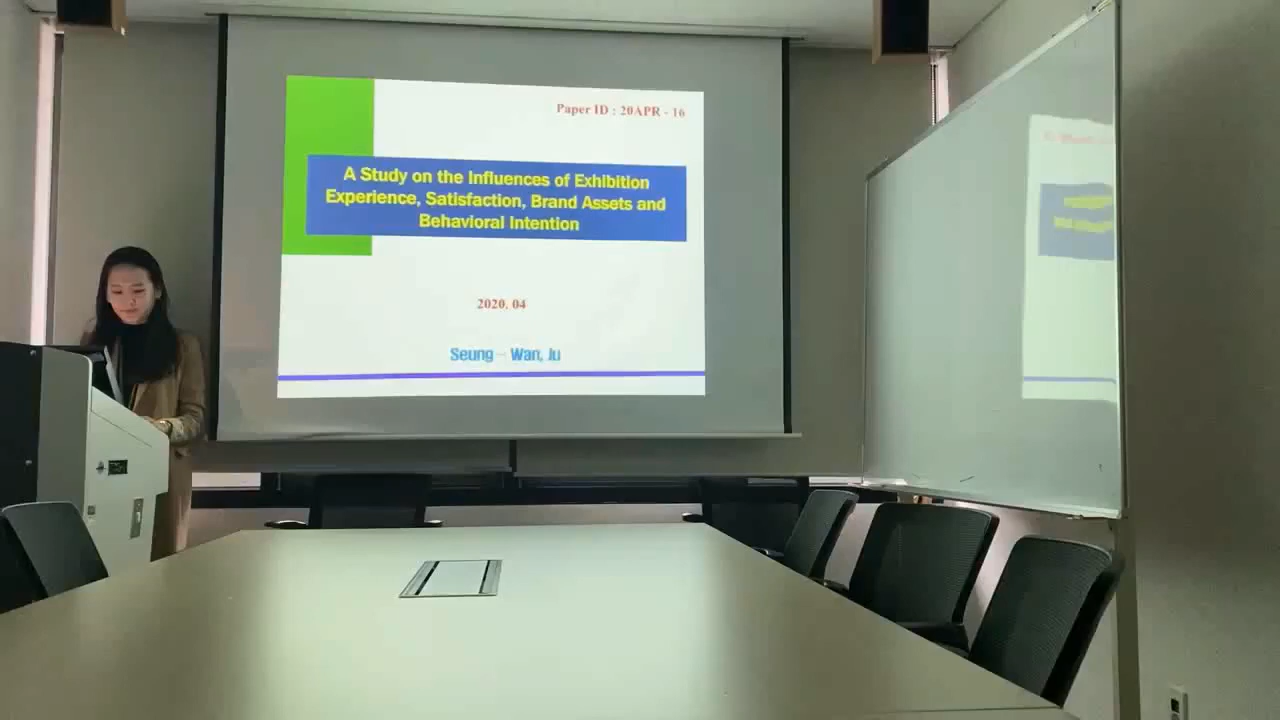 Paper ID : 20APR - 16
A Study on the Influences of Exhibition
Experience, Satisfaction, Brand Assets and
Behavioral Intention
2020. 04
Seung - Wan, Ju